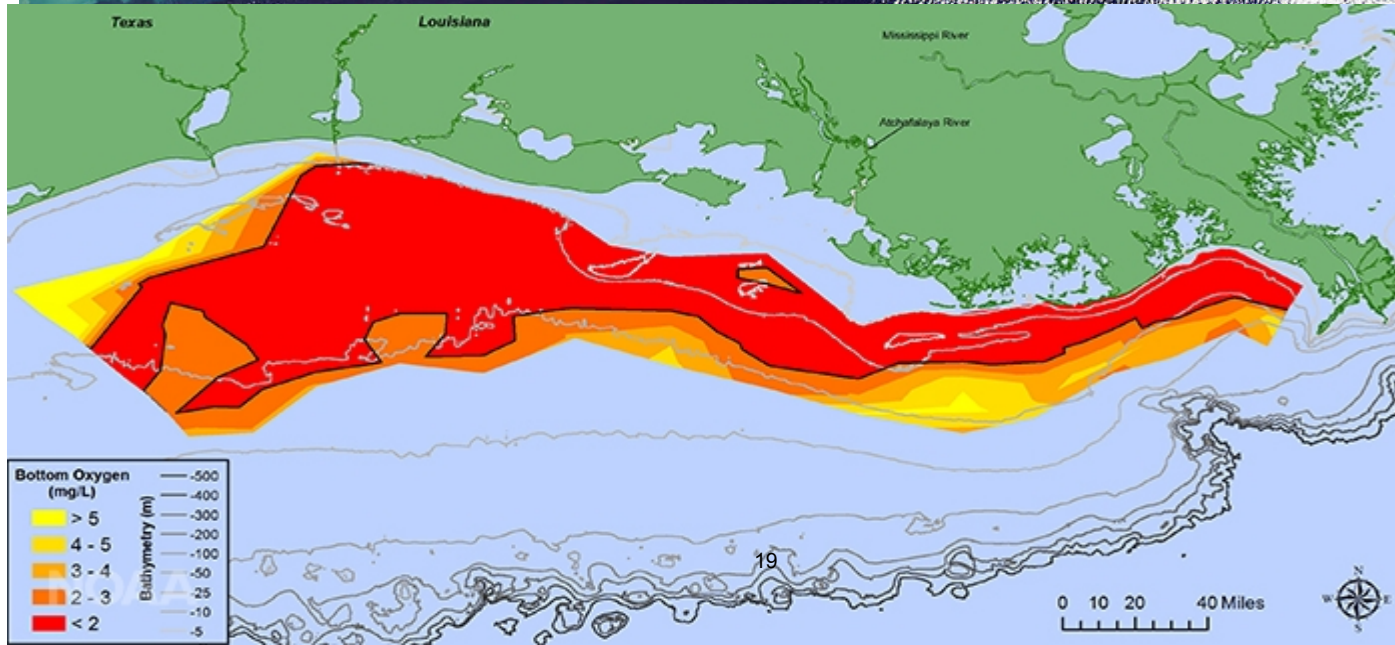 Texas
Louisiana
Mississippi River
Atchafalaya River
Bottom Oxygen
(mg/L)
> 5
4 - 5
3 - 4
2 - 3
< 2
Bathymetry (m)
-500
-400
-300
-200
-100
-50
-25
-10
-5
NOAA
19
0 10 20 40 Miles
N
W E
S